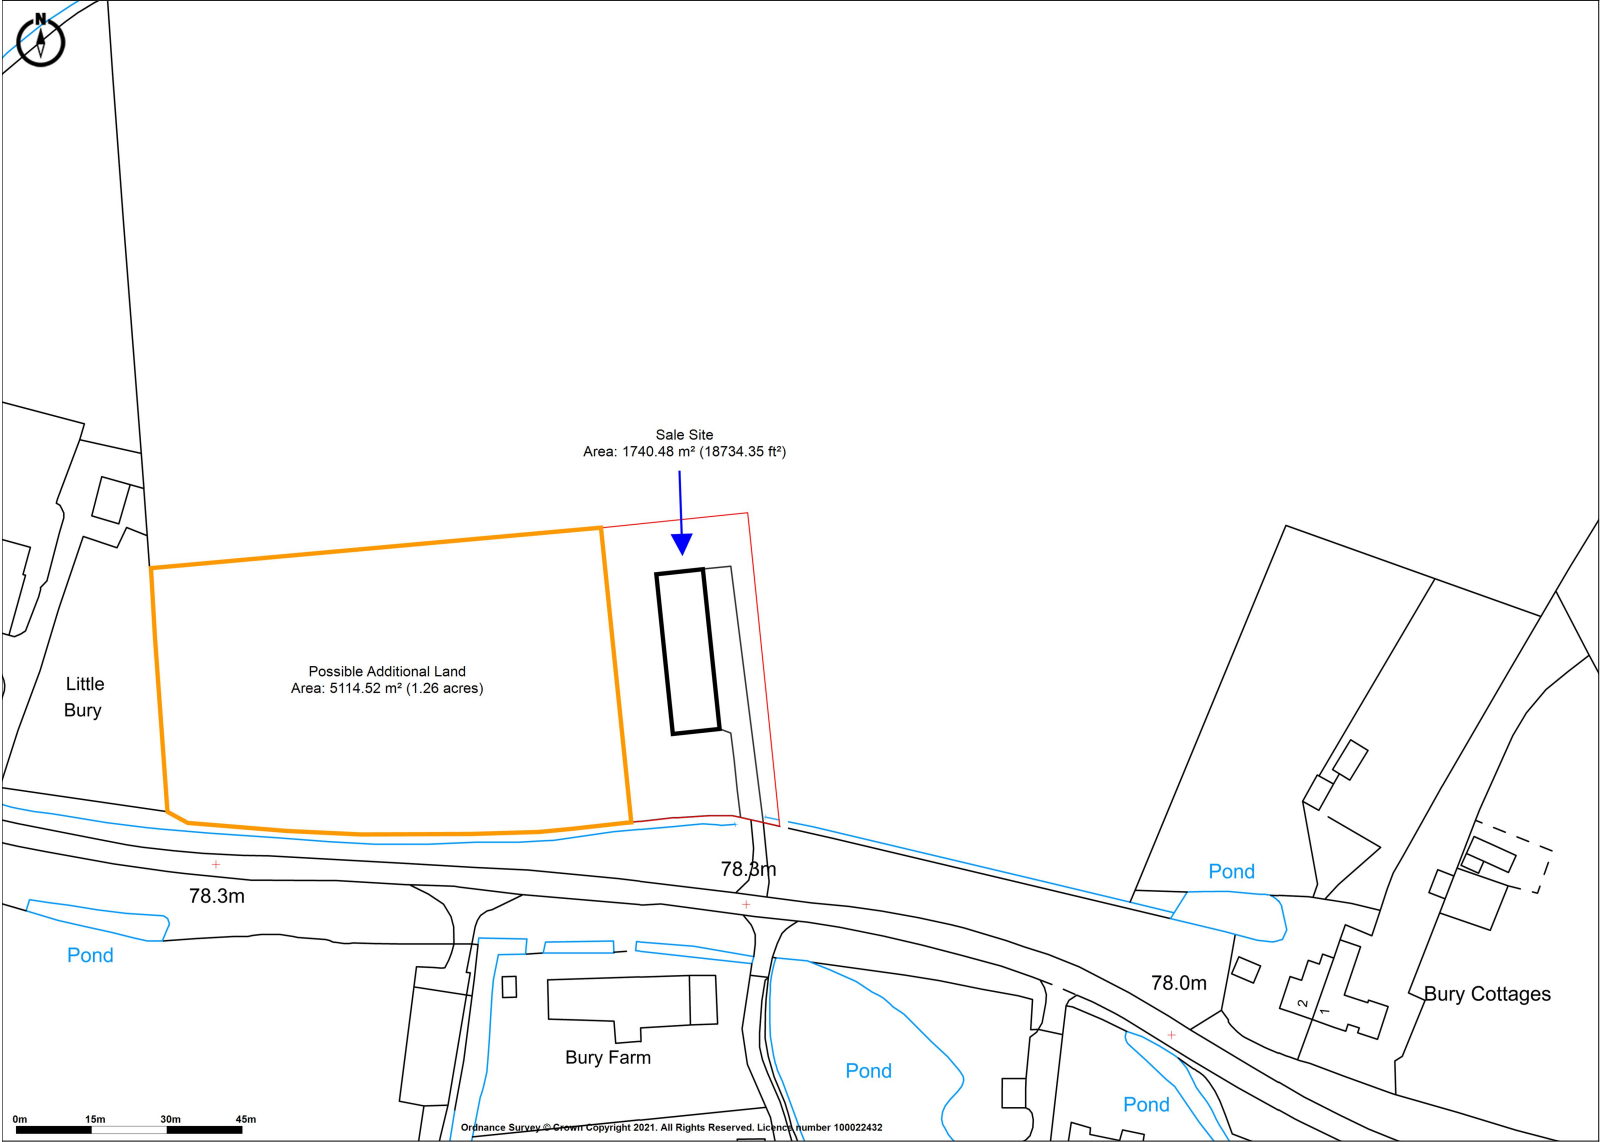 N
Sale Site
Area: 1740.48 m² (18734.35 ft²)
Possible Additional Land
Area: 5114.52 m² (1.26 acres)
Little
Bury
78.3m
78.3m
Pond
Pond
78.0m
Bury Cottages
2
1
Bury Farm
Pond
Pond
0m 15m 30m 45m
Ordnance Survey © Crown Copyright 2021. All Rights Reserved. Licence number 100022432